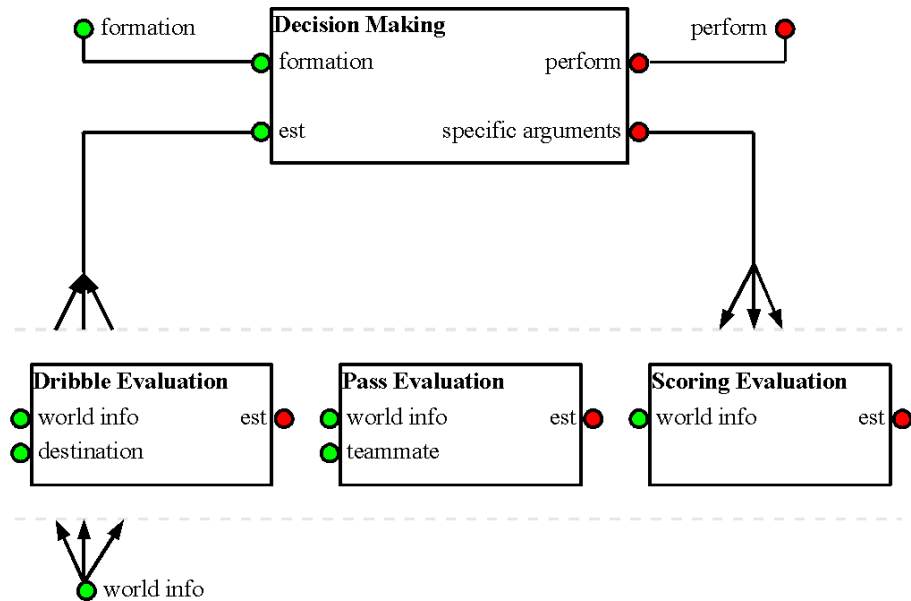 formation
Decision Making
perform
formation
perform
est
specific arguments
Dribble Evaluation
Pass Evaluation
Scoring Evaluation
world info
est
world info
est
world info
est
destination
teammate
world info